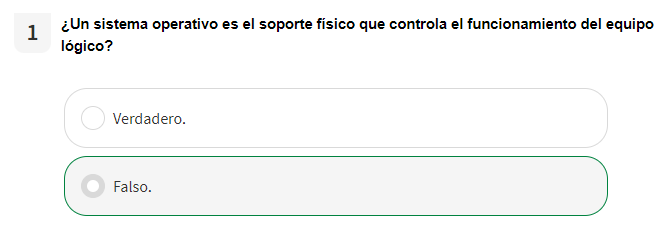 1
¿Un sistema operativo es el soporte físico que controla el funcionamiento del equipo
lógico?
Verdadero.
Falso.